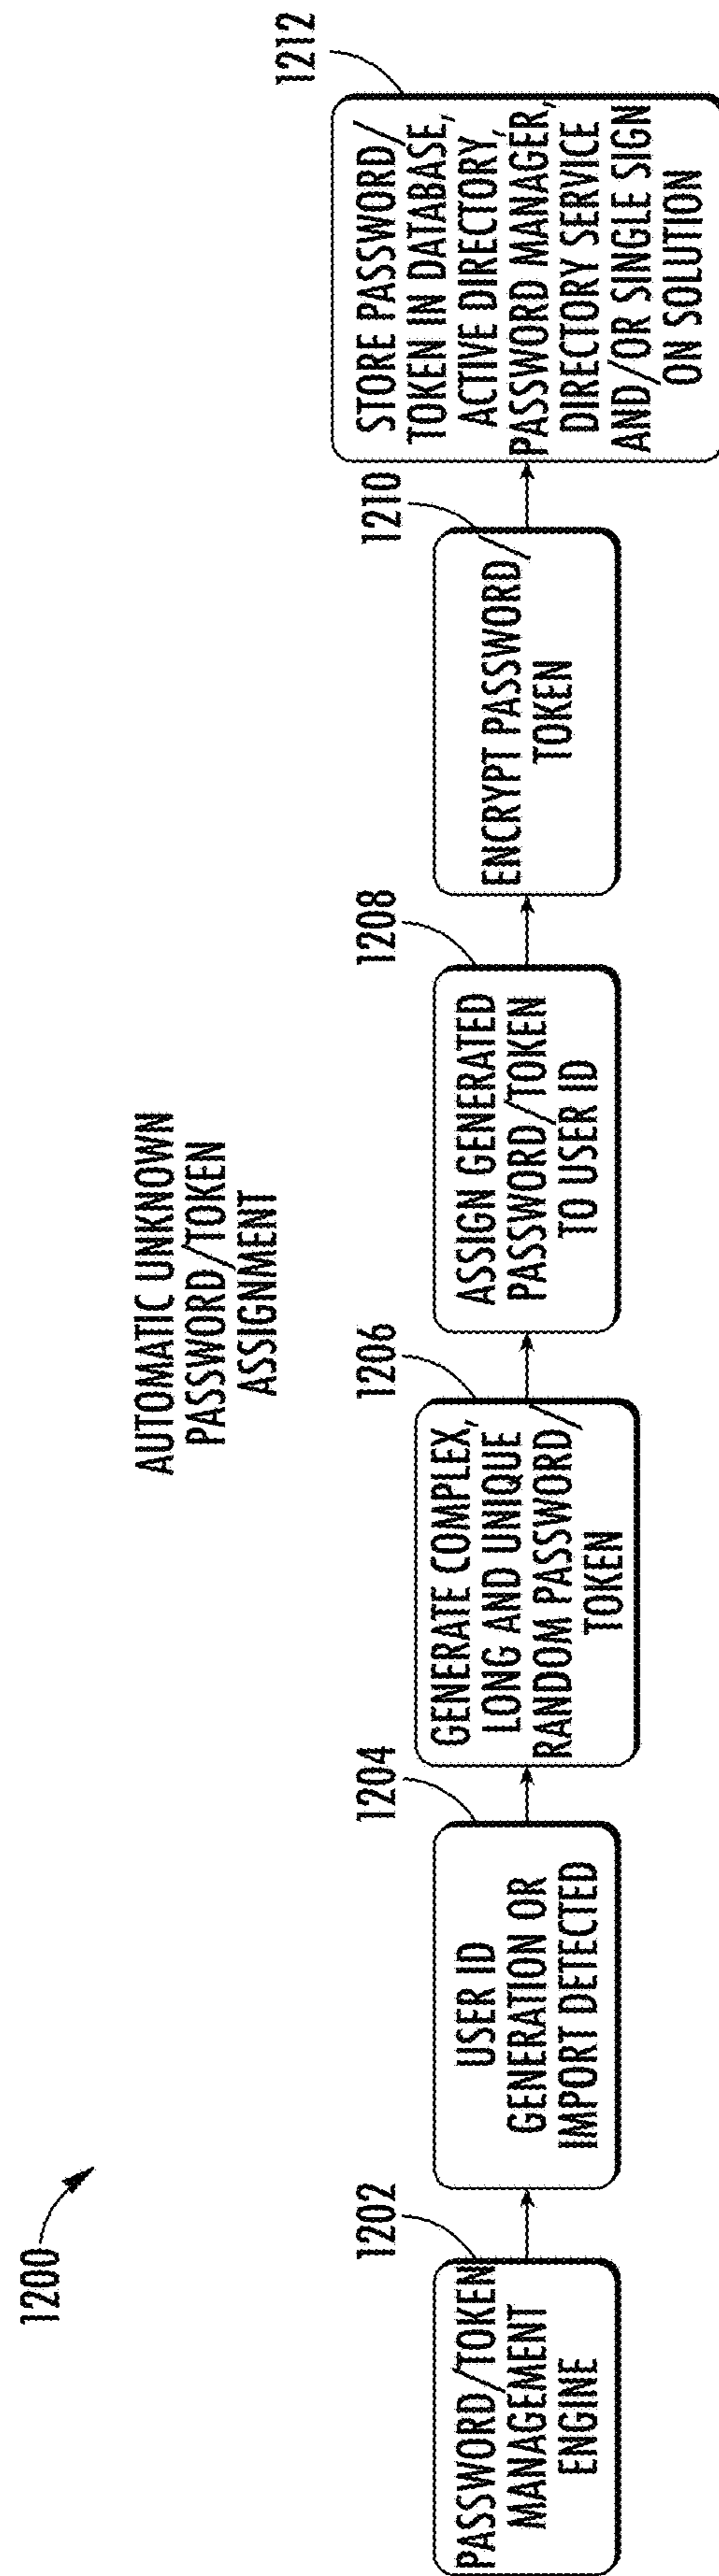 1200
AUTOMATIC UNKNOWN
PASSWORD/TOKEN
ASSIGNMENT
1202
PASSWORD/TOKEN
MANAGEMENT
ENGINE
1204
USER ID
GENERATION OR
IMPORT DETECTED
1206
GENERATE COMPLEX,
LONG AND UNIQUE
RANDOM PASSWORD/
TOKEN
1208
ASSIGN GENERATED
PASSWORD/TOKEN
TO USER ID
1210
ENCRYPT PASSWORD/
TOKEN
1212
STORE PASSWORD/
TOKEN IN DATABASE,
ACTIVE DIRECTORY,
PASSWORD MANAGER,
DIRECTORY SERVICE
AND/OR SINGLE SIGN
ON SOLUTION